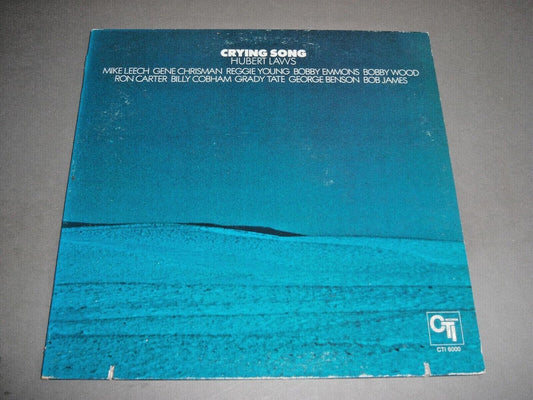 CRYING SONG
HUBERT LAWS
MIKE LEECH GENE CHRISMAN REGGIE YOUNG BOBBY EMMONS BOBBY WOOD
RON CARTER BILLY COBHAM GRADY TATE GEORGE BENSON BOB JAMES
CTI
CTI 6000